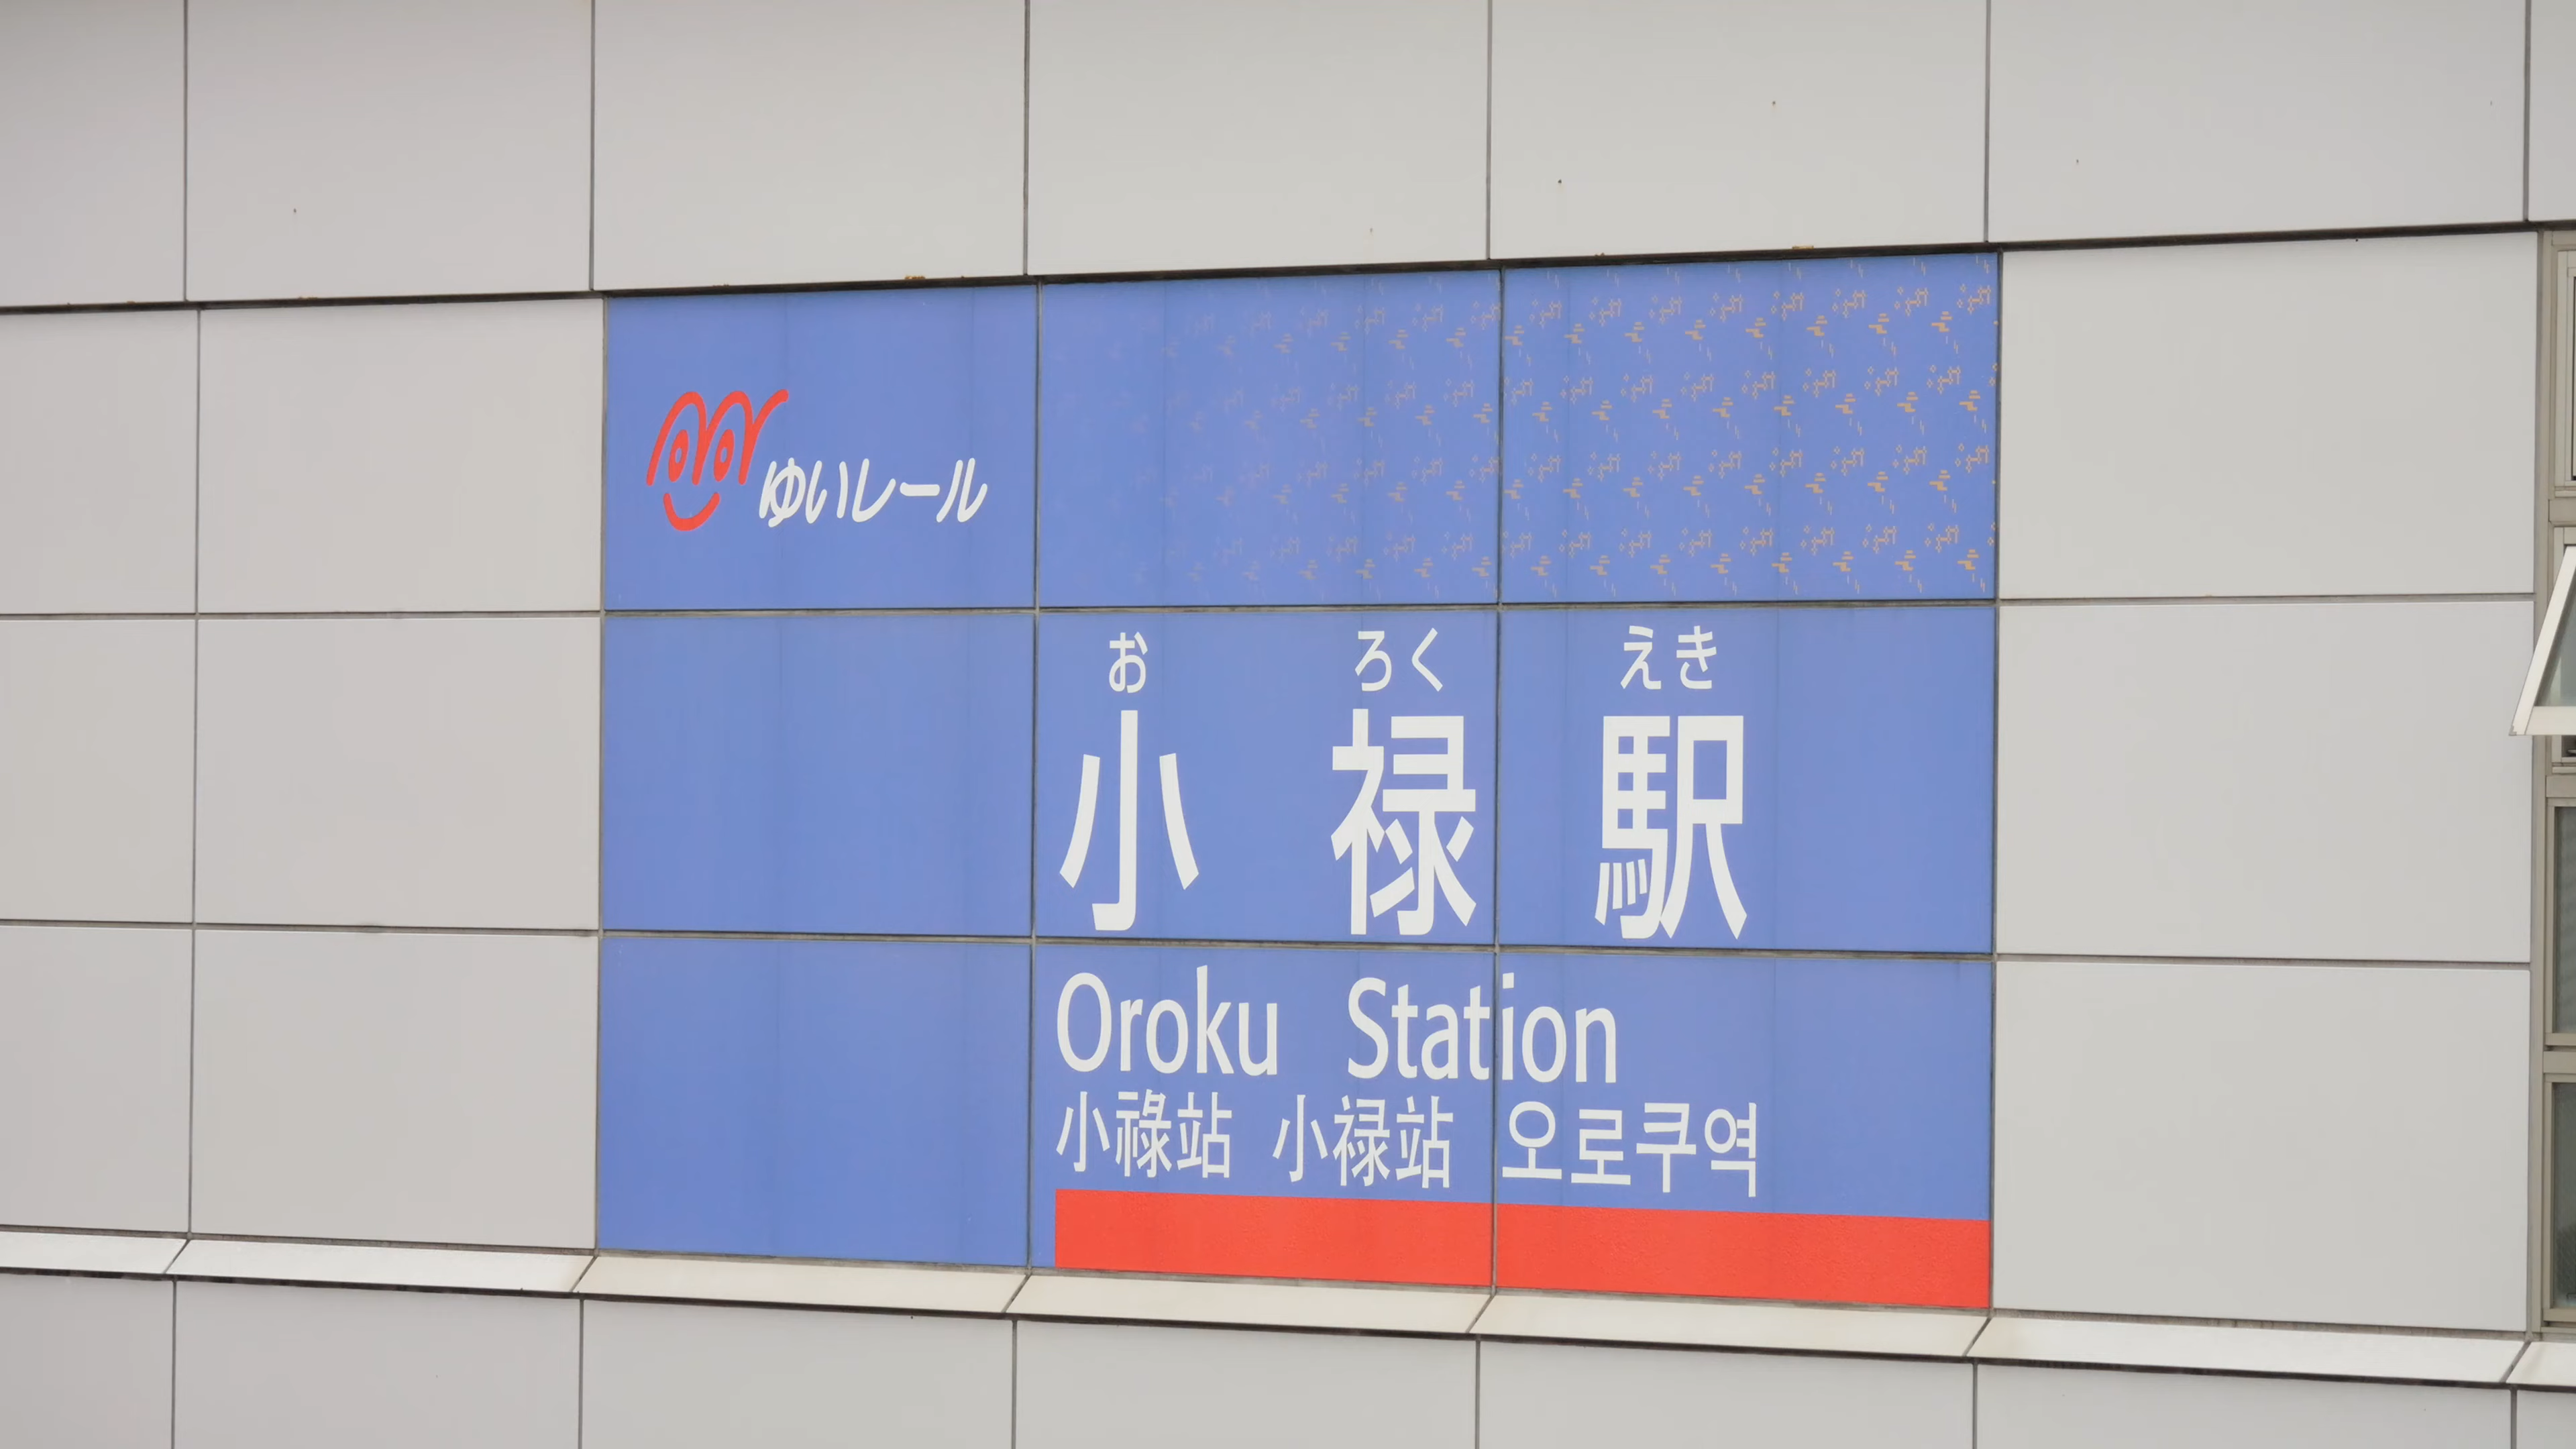 ゆいレール
お ろく えき
小 禄 駅
Oroku Station
小祿站 小禄站 오로쿠역